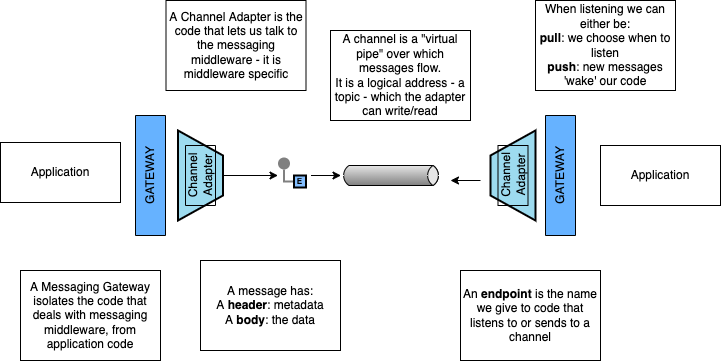 A Channel Adapter is the
code that lets us talk to
the messaging
middleware - it is
middleware specific
A channel is a "virtual
pipe" over which
messages flow.
It is a logical address - a
topic - which the adapter
can write/read
When listening we can
either be:
pull: we choose when to
listen
push: new messages
'wake' our code
Application
GATEWAY
Channel
Adapter
E
Channel
Adapter
GATEWAY
Application
A Messaging Gateway
isolates the code that
deals with messaging
middleware, from
application code
A message has:
A header: metadata
A body: the data
An endpoint is the name
we give to code that
listens to or sends to a
channel